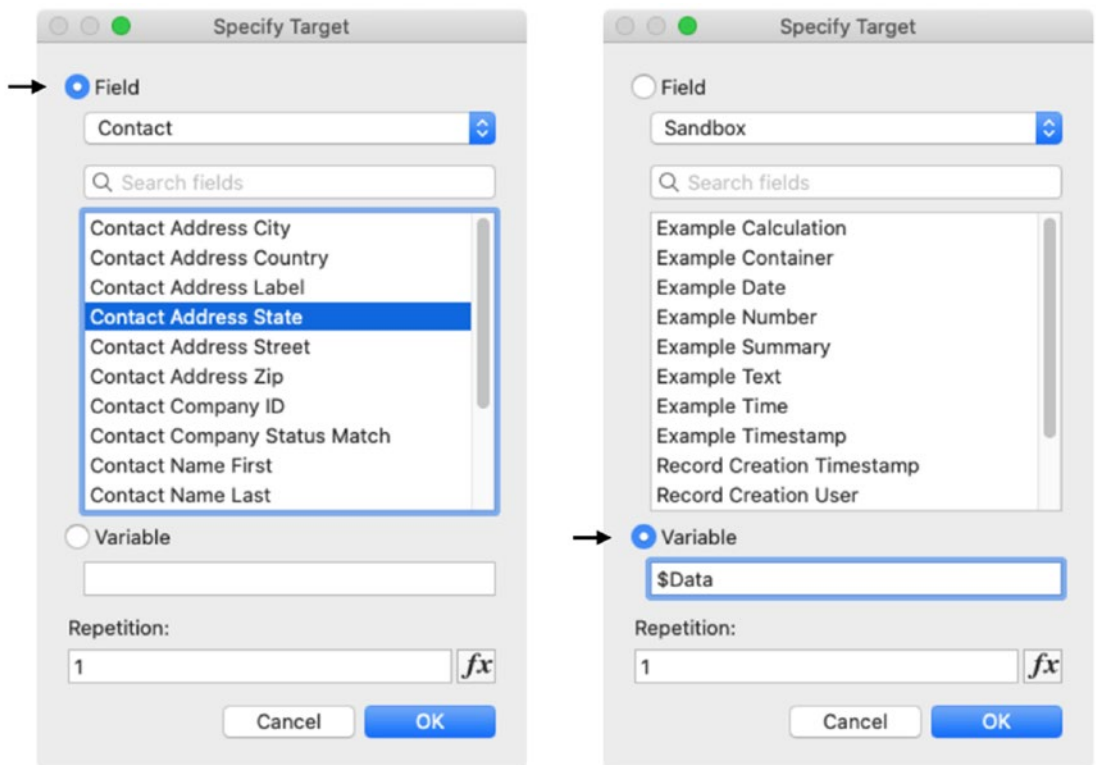 Specify Target
Field
Contact
Search fields
Contact Address City
Contact Address Country
Contact Address Label
Contact Address State
Contact Address Street
Contact Address Zip
Contact Company ID
Contact Company Status Match
Contact Name First
Contact Name Last
Variable
Repetition:
1
fx
Cancel
OK
Specify Target
Field
Sandbox
Search fields
Example Calculation
Example Container
Example Date
Example Number
Example Summary
Example Text
Example Time
Example Timestamp
Record Creation Timestamp
Record Creation User
Variable
$Data
Repetition:
1
fx
Cancel
OK